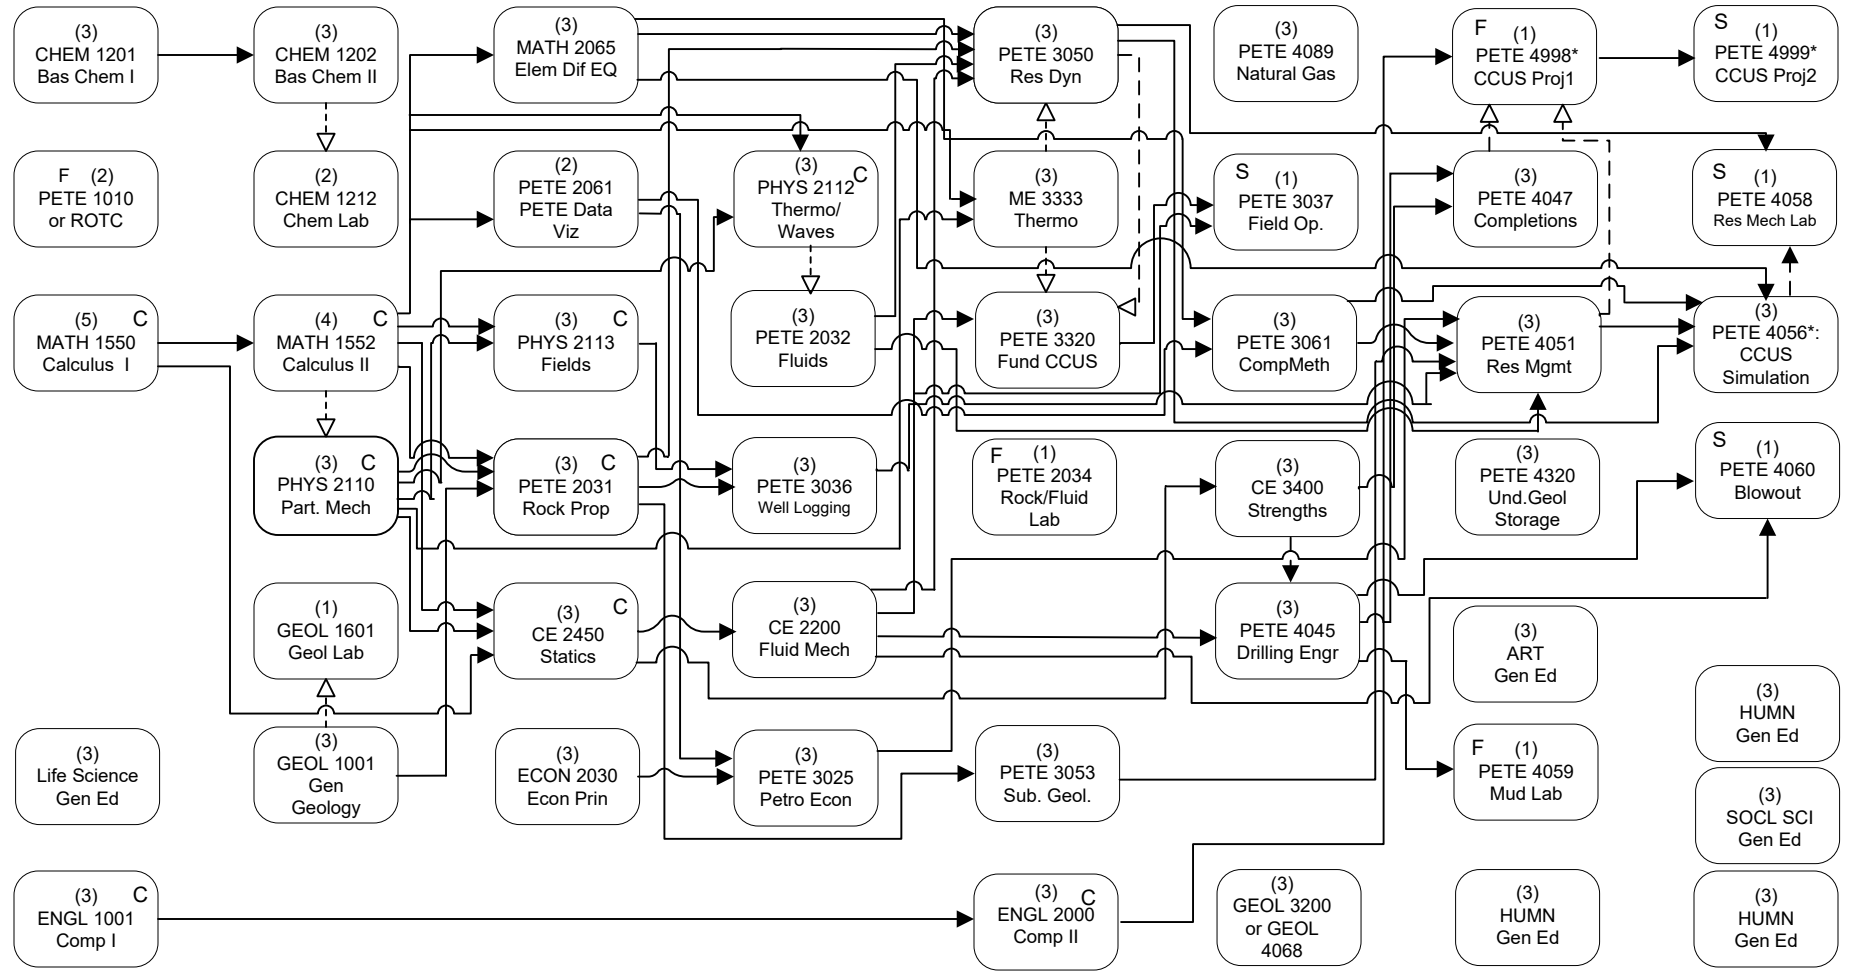 (3)
CHEM 1201
Bas Chem I
F (2)
PETE 1010
or ROTC
(5) C
MATH 1550
Calculus I
(3)
Life Science
Gen Ed
(3) C
ENGL 1001
Comp I
(3)
CHEM 1202
Bas Chem II
(2)
CHEM 1212
Chem Lab
(4) C
MATH 1552
Calculus II
(3) C
PHYS 2110
Part. Mech
(1)
GEOL 1601
Geol Lab
(3)
GEOL 1001
Gen
Geology
(3)
MATH 2065
Elem Dif EQ
(2)
PETE 2061
PETE Data
Viz
(3) C
PHYS 2113
Fields
(3) C
PETE 2031
Rock Prop
(3) C
CE 2450
Statics
(3)
ECON 2030
Econ Prin
(3) C
PHYS 2112
Thermo/
Waves
(3)
PETE 2032
Fluids
(3)
PETE 3036
Well Logging
(3)
CE 2200
Fluid Mech
(3)
PETE 3025
Petro Econ
(3)
PETE 3050
Res Dyn
(3)
ME 3333
Thermo
(3)
PETE 3320
Fund CCUS
F (1)
PETE 2034
Rock/Fluid
Lab
(3)
PETE 3053
Sub. Geol.
(3) C
ENGL 2000
Comp II
(3)
PETE 4089
Natural Gas
S (1)
PETE 3037
Field Op.
(3)
PETE 3061
CompMeth
(3)
CE 3400
Strengths
(3)
PETE 4045
Drilling Engr
(3)
GEOL 3200
or GEOL
4068
F (1)
PETE 4998*
CCUS Proj1
(3)
PETE 4047
Completions
(3)
PETE 4051
Res Mgmt
(3)
PETE 4320
Und.Geol
Storage
(3)
ART
Gen Ed
F (1)
PETE 4059
Mud Lab
(3)
HUMN
Gen Ed
S (1)
PETE 4999*
CCUS Proj2
S (1)
PETE 4058
Res Mech Lab
(3)
PETE 4056*:
CCUS
Simulation
S (1)
PETE 4060
Blowout
(3)
HUMN
Gen Ed
(3)
SOCL SCI
Gen Ed
(3)
HUMN
Gen Ed